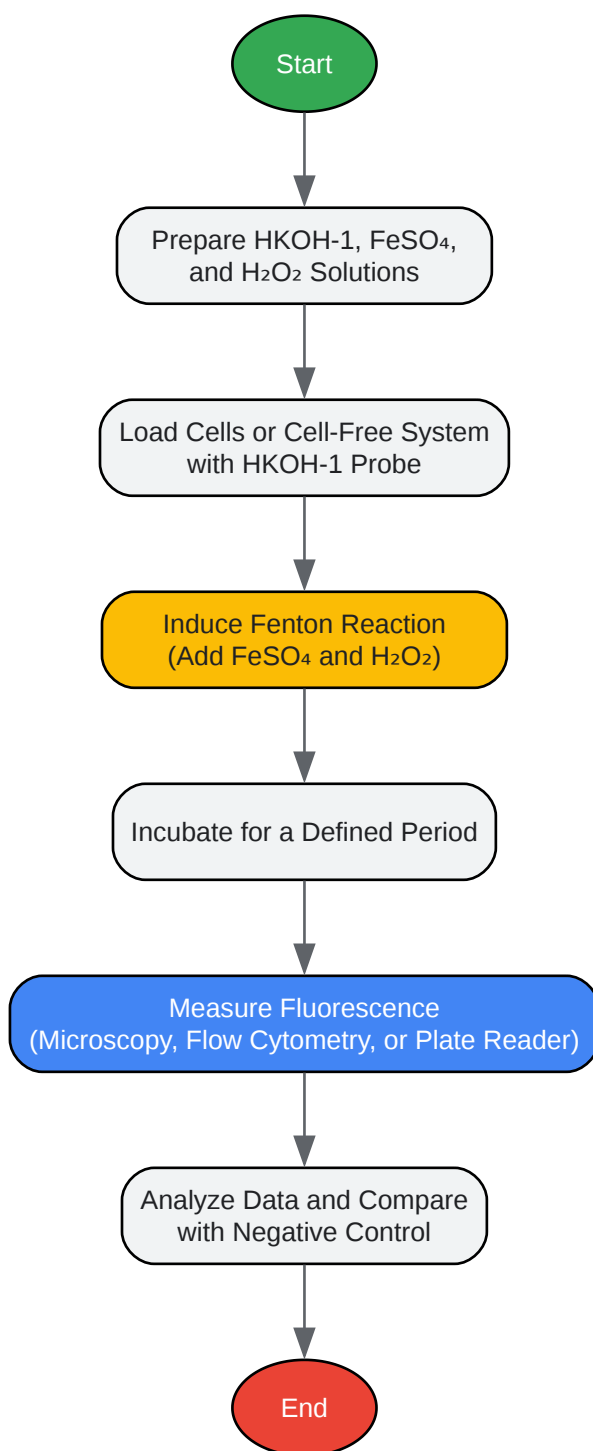 Start
Prepare HKOH-1, FeSO₄,
and H₂O₂ Solutions
Load Cells or Cell-Free System
with HKOH-1 Probe
Induce Fenton Reaction
(Add FeSO₄ and H₂O₂)
Incubate for a Defined Period
Measure Fluorescence
(Microscopy, Flow Cytometry, or Plate Reader)
Analyze Data and Compare
with Negative Control
End